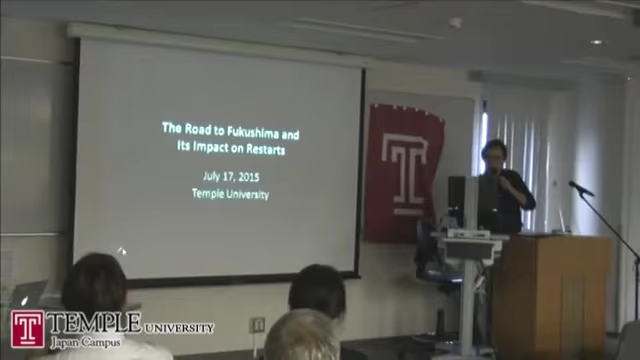 The Road to Fukushima and
Its Impact on Restarts
July 17, 2015
Temple University
T
T TEMPLE UNIVERSITY
Japan Campus